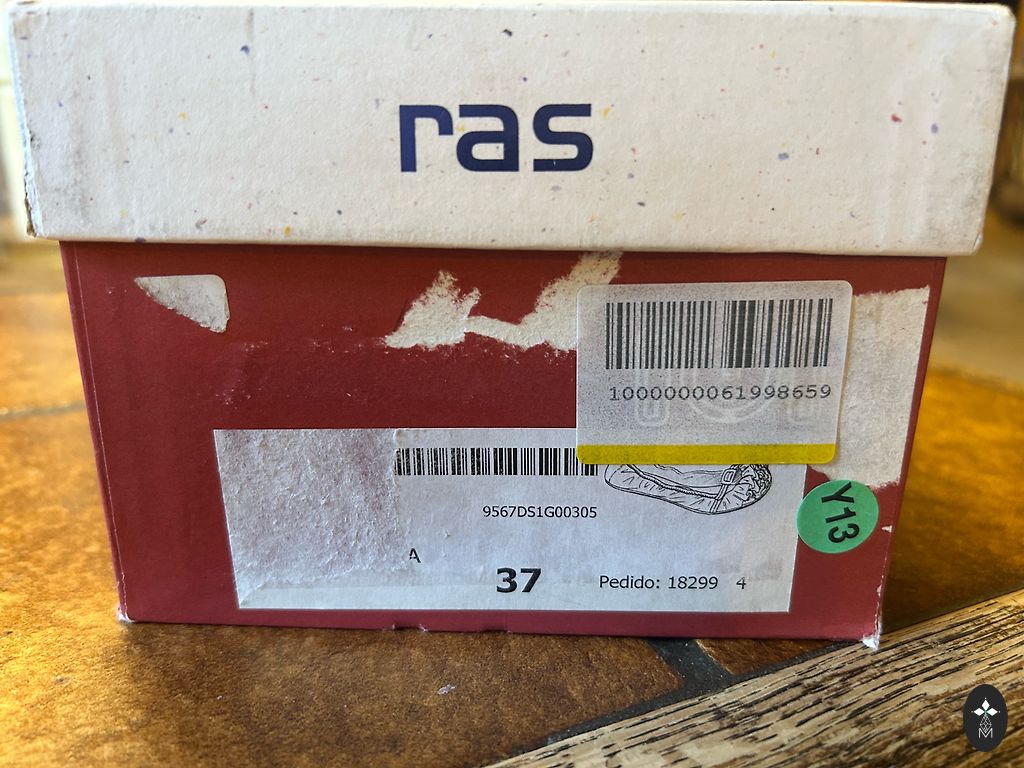 ras
1000000061998659
9567DS1G00305
Y13
A
37
Pedido: 18299 4
M